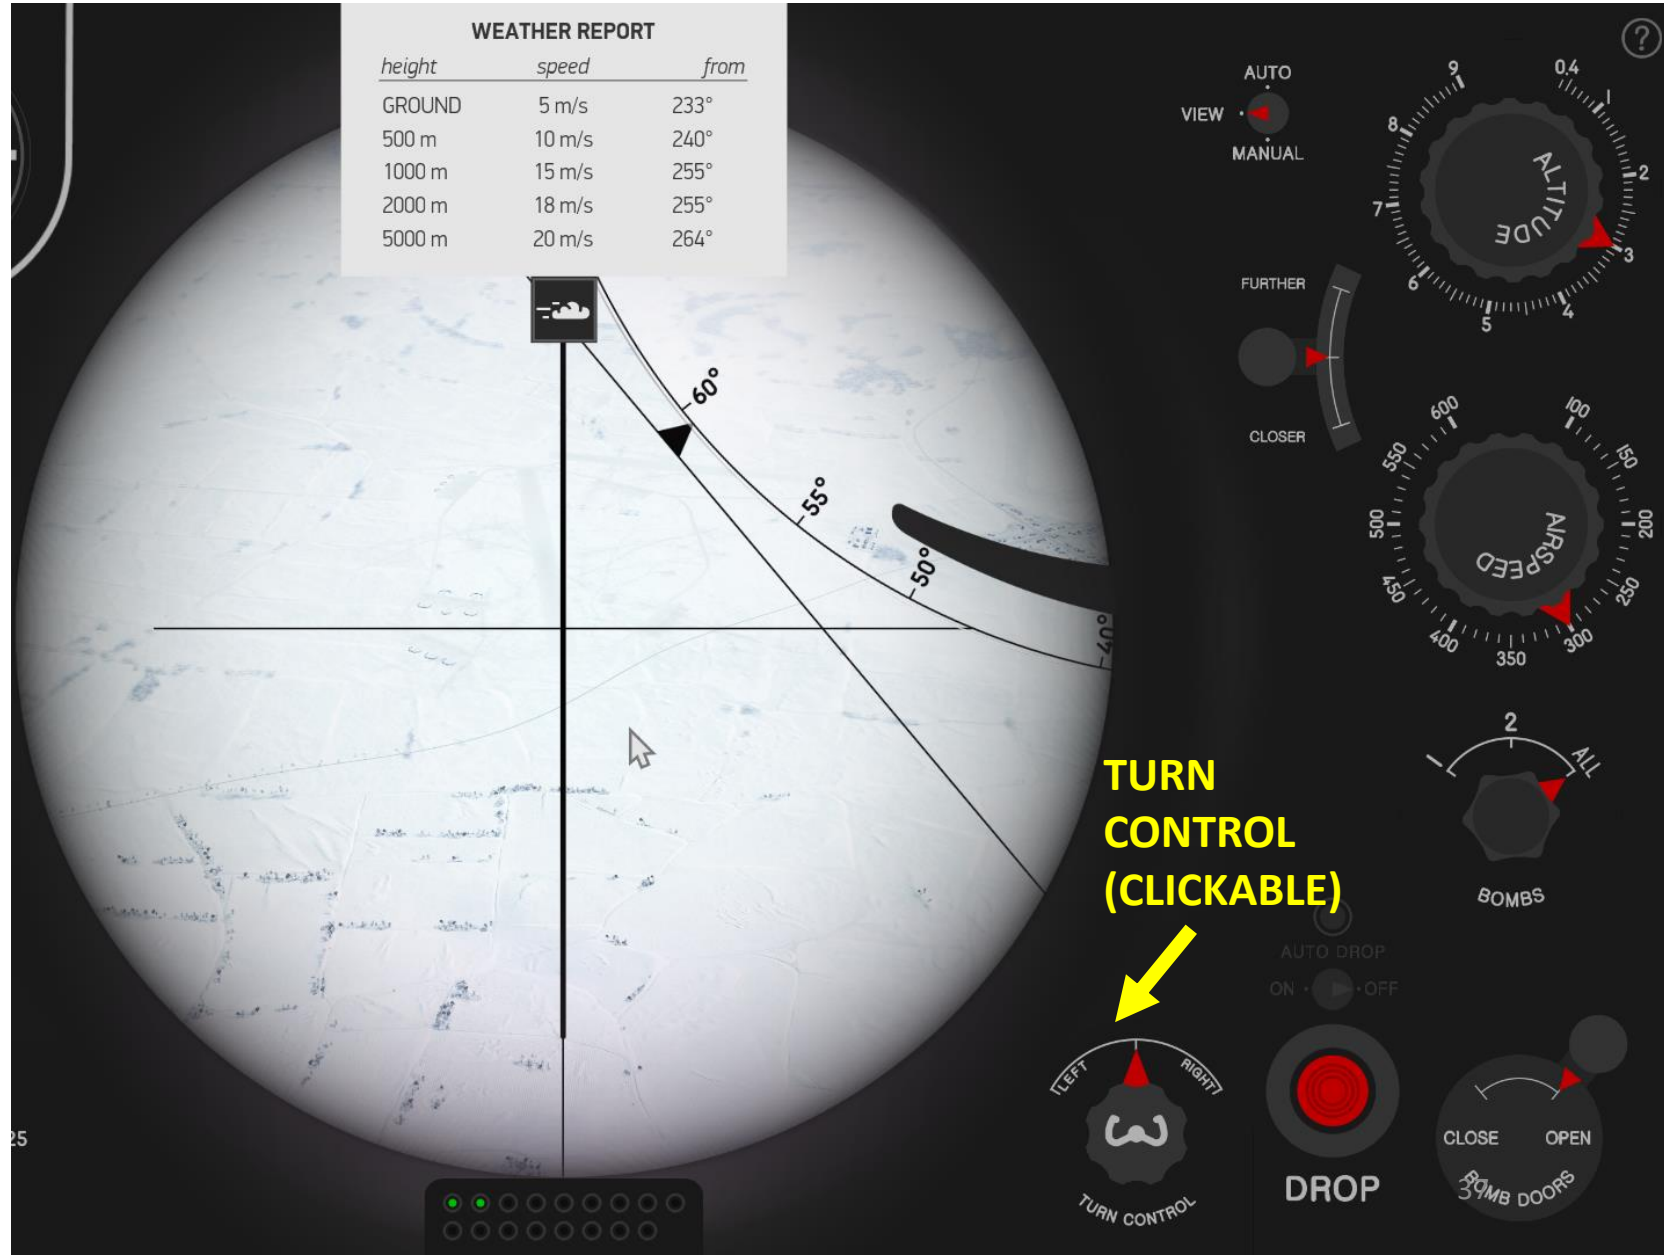 WEATHER REPORT
height speed from
GROUND 5 m/s 233°
500 m 10 m/s 240°
1000 m 15 m/s 255°
2000 m 18 m/s 255°
5000 m 20 m/s 264°
60°
55°
50°
40°
25
?
AUTO
VIEW
MANUAL
0.4
1
2
3
4
5
6
7
8
9
ALTITUDE
FURTHER
CLOSER
100
150
200
250
300
350
400
450
500
550
600
AIRSPEED
1
2
ALL
BOMBS
TURN
CONTROL
(CLICKABLE)
AUTO DROP
ON OFF
LEFT RIGHT
TURN CONTROL
DROP
CLOSE OPEN
BOMB DOORS
37